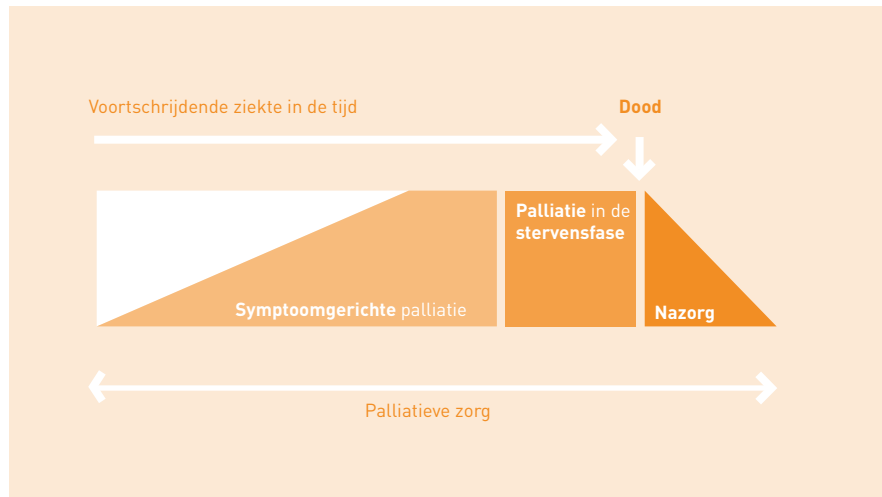 Voortschrijdende ziekte in de tijd
Dood
Palliatie in de
stervensfase
Symptoomgerichte palliatie
Nazorg
Palliatieve zorg